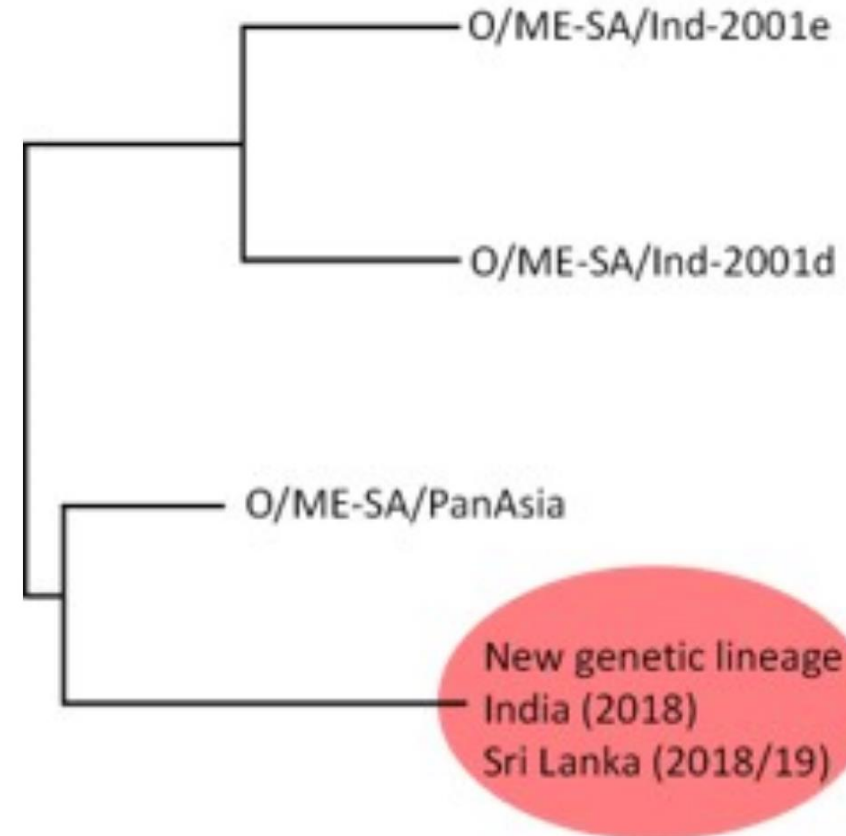 O/ME-SA/Ind-2001e
O/ME-SA/Ind-2001d
O/ME-SA/PanAsia
New genetic lineage
India (2018)
Sri Lanka (2018/19)